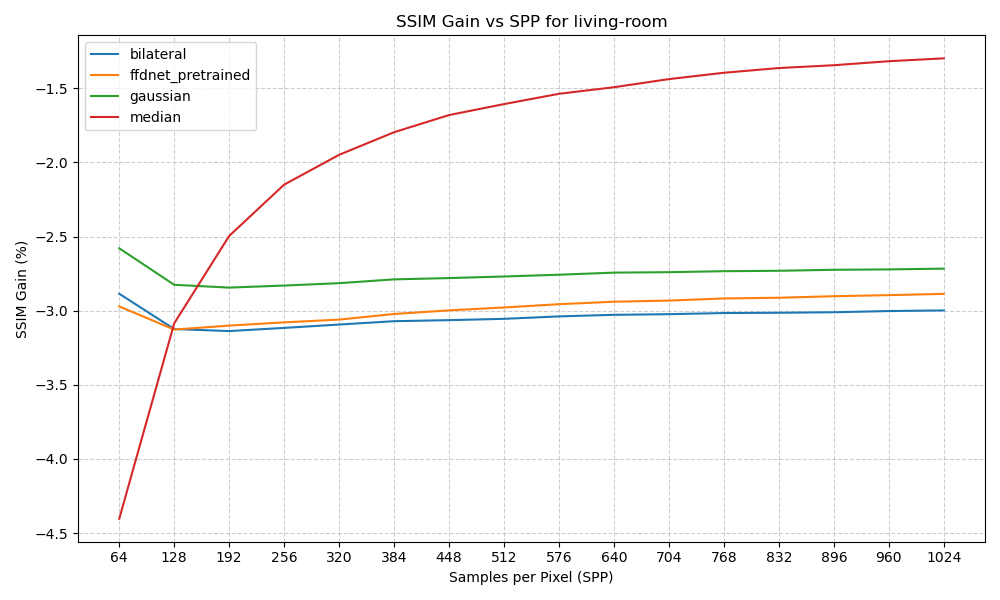 SSIM Gain vs SPP for living-room
bilateral
ffdnet_pretrained
gaussian
median
SSIM Gain (%)
−1.5
−2.0
−2.5
−3.0
−3.5
−4.0
−4.5
64 128 192 256 320 384 448 512 576 640 704 768 832 896 960 1024
Samples per Pixel (SPP)